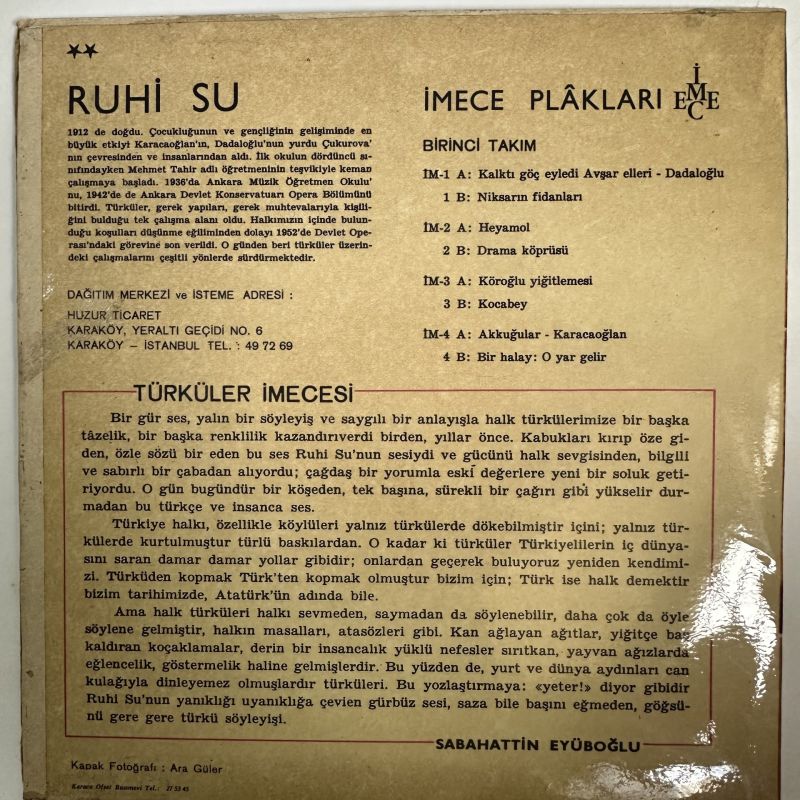 ★★
RUHİ SU
1912 de doğdu. Çocukluğunun ve gençliğinin gelişiminde en
büyük etkiyi Karacaoğlan'ın, Dadaloğlu'nun yurdu Çukurova'
nın çevresinden ve insanlarından aldı. İlk okulun dördüncü sı-
nıfındayken Mehmet Tahir adlı öğretmeninin teşvikiyle keman
çalışmaya başladı. 1936'da Ankara Müzik Öğretmen Okulu'
nu, 1942'de de Ankara Devlet Konservatuarı Opera Bölümünü
bitirdi. Türküler, gerek yapıları, gerek muhtevalarıyla kişili-
ğini bulduğu tek çalışma alanı oldu. Halkımızın içinde bulun-
duğu koşulları düşünme eğiliminden dolayı 1952'de Devlet Ope-
rası'ndaki görevine son verildi. O günden beri türküler üzerin-
deki çalışmalarını çeşitli yönlerde sürdürmektedir.
DAĞITIM MERKEZİ ve İSTEME ADRESİ :
HUZUR TİCARET
KARAKÖY, YERALTI GEÇİDİ NO. 6
KARAKÖY — İSTANBUL TEL. : 49 72 69
İMECE PLÂKLARI İMECE
BİRİNCİ TAKIM
İM-1 A: Kalktı göç eyledi Avşar elleri - Dadaloğlu
1 B: Niksarın fidanları
İM-2 A: Heyamol
2 B: Drama köprüsü
İM-3 A: Köroğlu yiğitlemesi
3 B: Kocabey
İM-4 A: Akkuğular - Karacaoğlan
4 B: Bir halay: O yar gelir
TÜRKÜLER İMECESİ
Bir gür ses, yalın bir söyleyiş ve saygılı bir anlayışla halk türkülerimize bir başka
tâzelik, bir başka renklilik kazandırıverdi birden, yıllar önce. Kabukları kırıp öze gi-
den, özle sözü bir eden bu ses Ruhi Su'nun sesiydi ve gücünü halk sevgisinden, bilgili
ve sabırlı bir çabadan alıyordu; çağdaş bir yorumla eski değerlere yeni bir soluk geti-
riyordu. O gün bugündür bir köşeden, tek başına, sürekli bir çağırı gibi yükselir dur-
madan bu türkçe ve insanca ses.
Türkiye halkı, özellikle köylüleri yalnız türkülerde dökebilmiştir içini; yalnız tür-
külerde kurtulmuştur türlü baskılardan. O kadar ki türküler Türkiyelilerin iç dünya-
sını saran damar damar yollar gibidir; onlardan geçerek buluyoruz yeniden kendimi-
zi. Türküden kopmak Türk'ten kopmak olmuştur bizim için; Türk ise halk demektir
bizim tarihimizde, Atatürk'ün adında bile.
Ama halk türküleri halkı sevmeden, saymadan da söylenebilir, daha çok da öyle
söylene gelmiştir, halkın masalları, atasözleri gibi. Kan ağlayan ağıtlar, yiğitçe baş
kaldıran koçaklamalar, derin bir insancalık yüklü nefesler sırıtkan, yayvan ağızlarda
eğlencelik, göstermelik haline gelmişlerdir. Bu yüzden de, yurt ve dünya aydınları can
kulağıyla dinleyemez olmuşlardır türküleri. Bu yozlaştırmaya: «yeter!» diyor gibidir
Ruhi Su'nun yanıklığı uyanıklığa çevien gürbüz sesi, saza bile başını eğmeden, göğsü-
nü gere gere türkü söyleyişi.
SABAHATTİN EYÜBOĞLU
Kapak Fotoğrafı : Ara Güler
Karaca Ofset Basımevi Tel.: 27 53 45